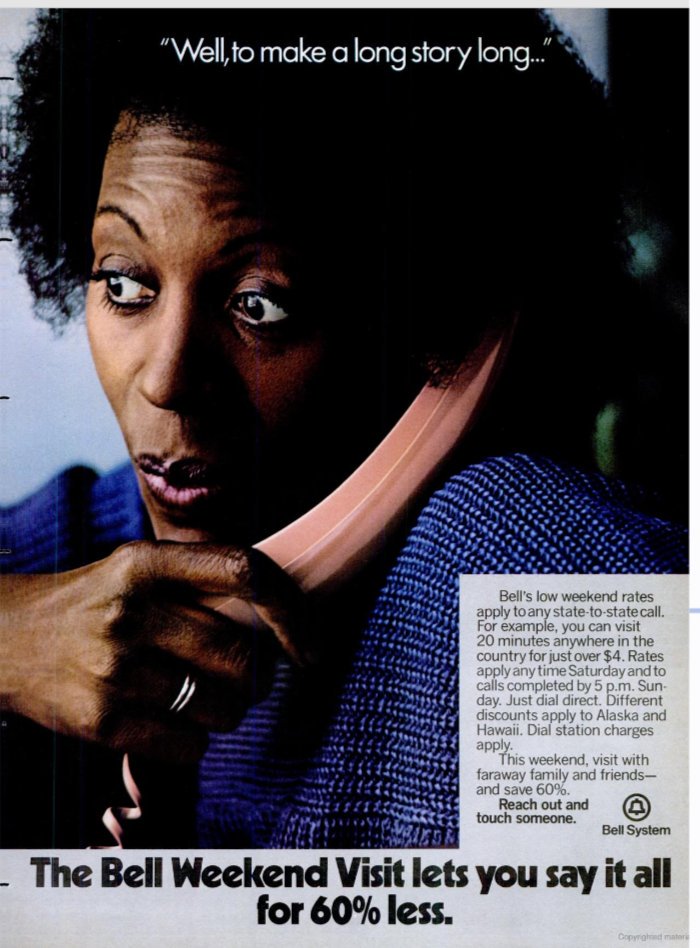 “Well, to make a long story long...”
Bell's low weekend rates
apply to any state-to-state call.
For example, you can visit
20 minutes anywhere in the
country for just over $4. Rates
apply any time Saturday and to
calls completed by 5 p.m. Sun-
day. Just dial direct. Different
discounts apply to Alaska and
Hawaii. Dial station charges
apply.
This weekend, visit with
faraway family and friends—
and save 60%.
Reach out and
touch someone.
Bell System
The Bell Weekend Visit lets you say it all
for 60% less.